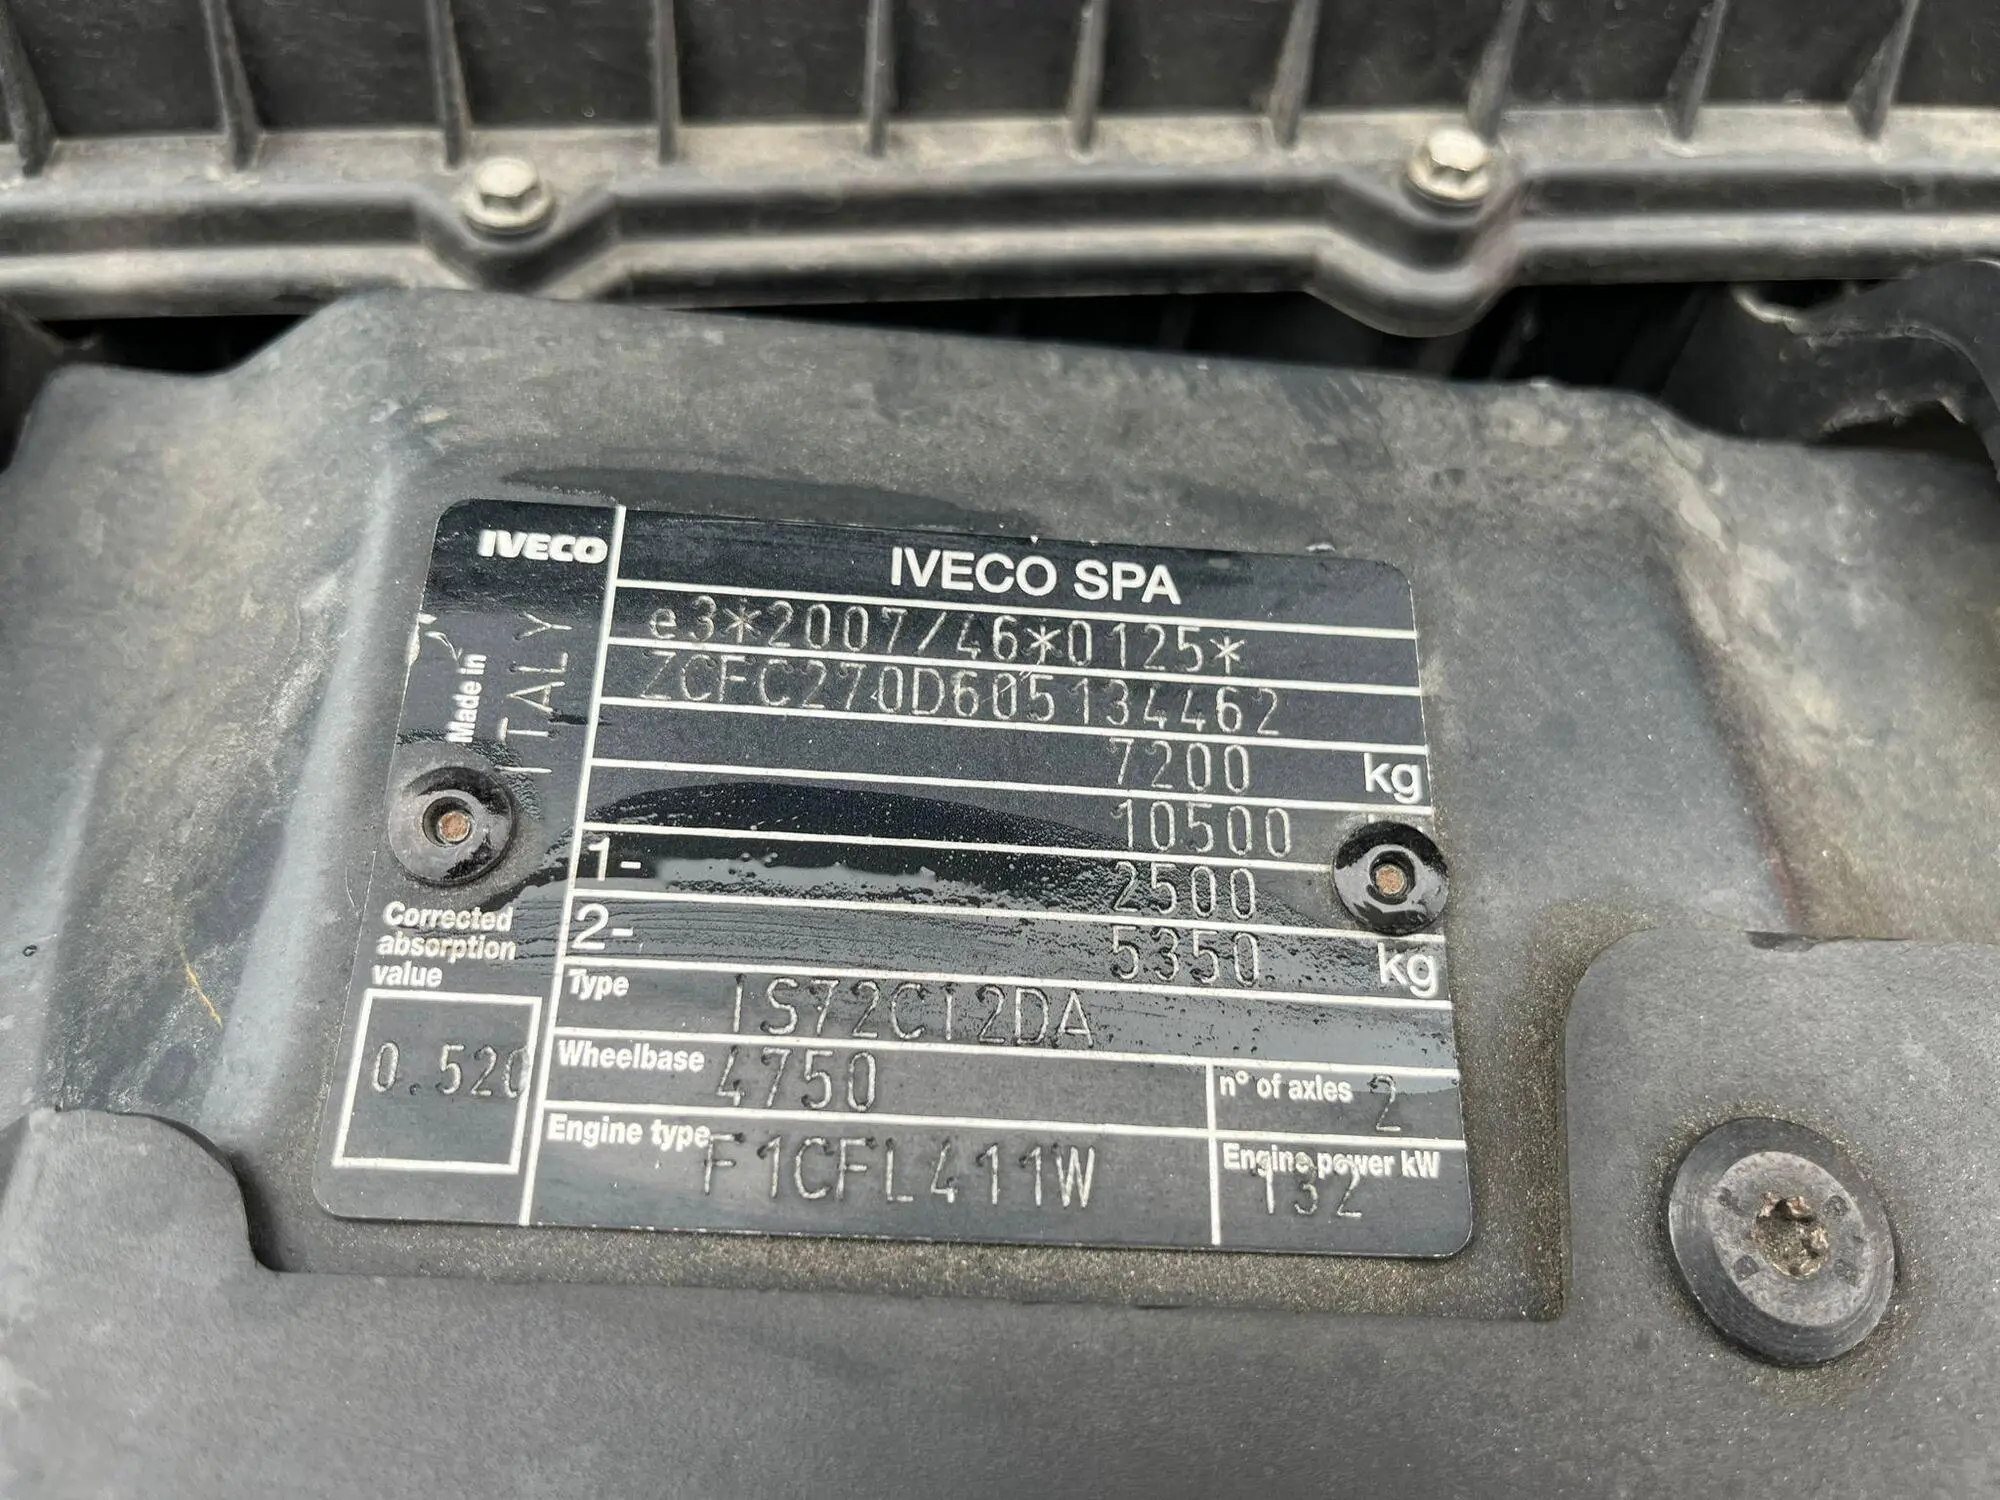 IVECO
IVECO SPA
Made in
ITALY
e3*2007/46*0125*
ZCFC270D605134462
7200 kg
10500
1- 2500
2- 5350 kg
Corrected
absorption
value
0.520
Type IS72CI2DA
Wheelbase 4750
n° of axles 2
Engine type F1CFL411W
Engine power kW
132